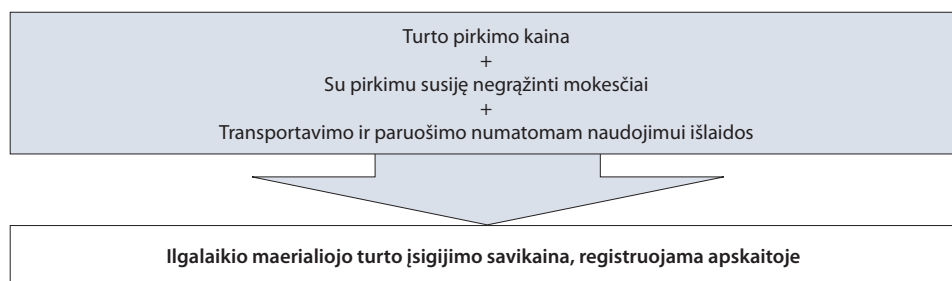 Turto pirkimo kaina
+
Su pirkimu susiję negrąžinti mokesčiai
+
Transportavimo ir paruošimo numatomam naudojimui išlaidos
Ilgalaikio maerialiojo turto įsigijimo savikaina, registruojama apskaitoje